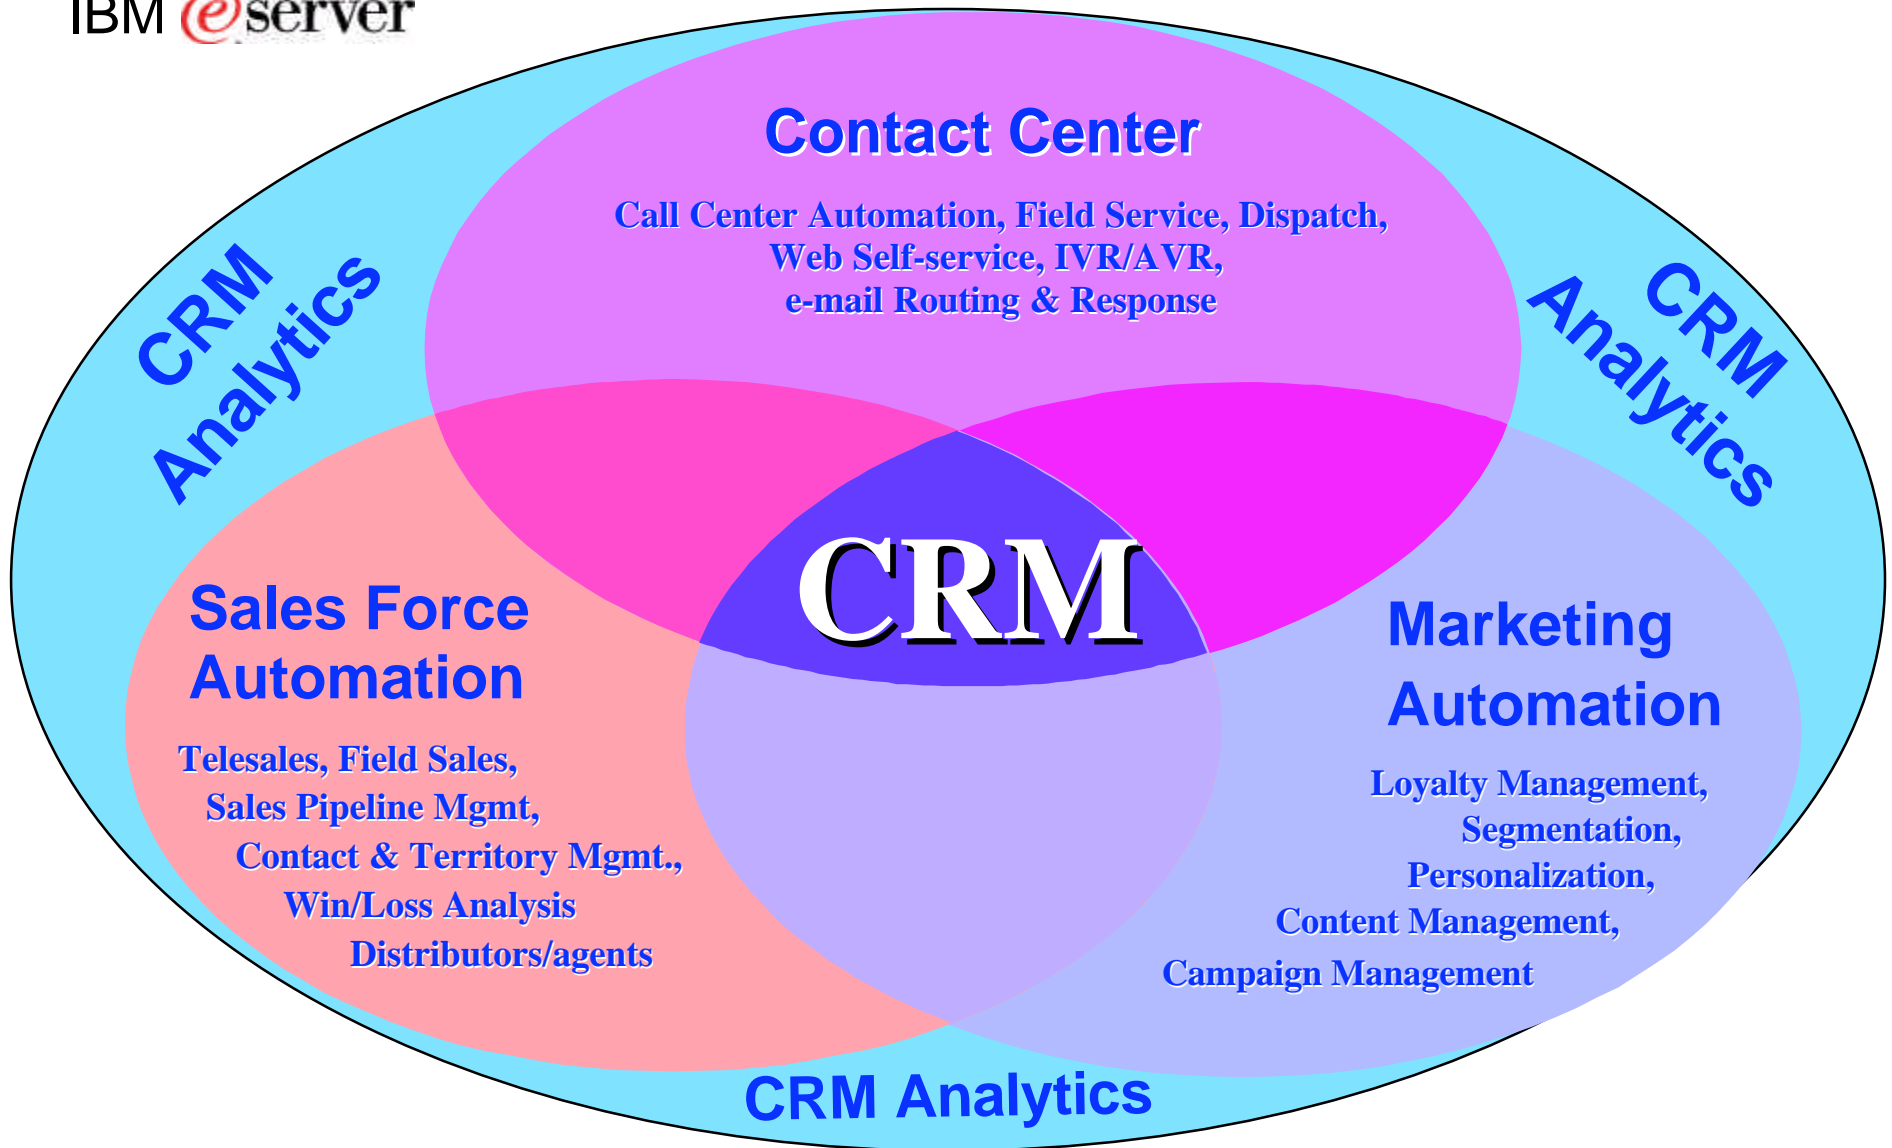 IBM @server
Contact Center
Call Center Automation, Field Service, Dispatch,
Web Self-service, IVR/AVR,
e-mail Routing & Response
CRM
Analytics
CRM
Analytics
CRM
Sales Force
Automation
Telesales, Field Sales,
Sales Pipeline Mgmt,
Contact & Territory Mgmt.,
Win/Loss Analysis
Distributors/agents
Marketing
Automation
Loyalty Management,
Segmentation,
Personalization,
Content Management,
Campaign Management
CRM Analytics